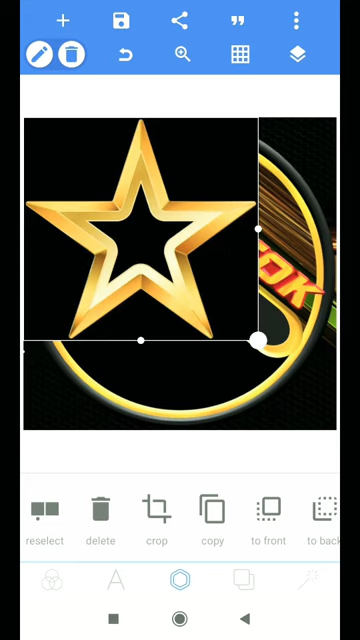 OK
reselect
delete
crop
copy
to front
to back
A